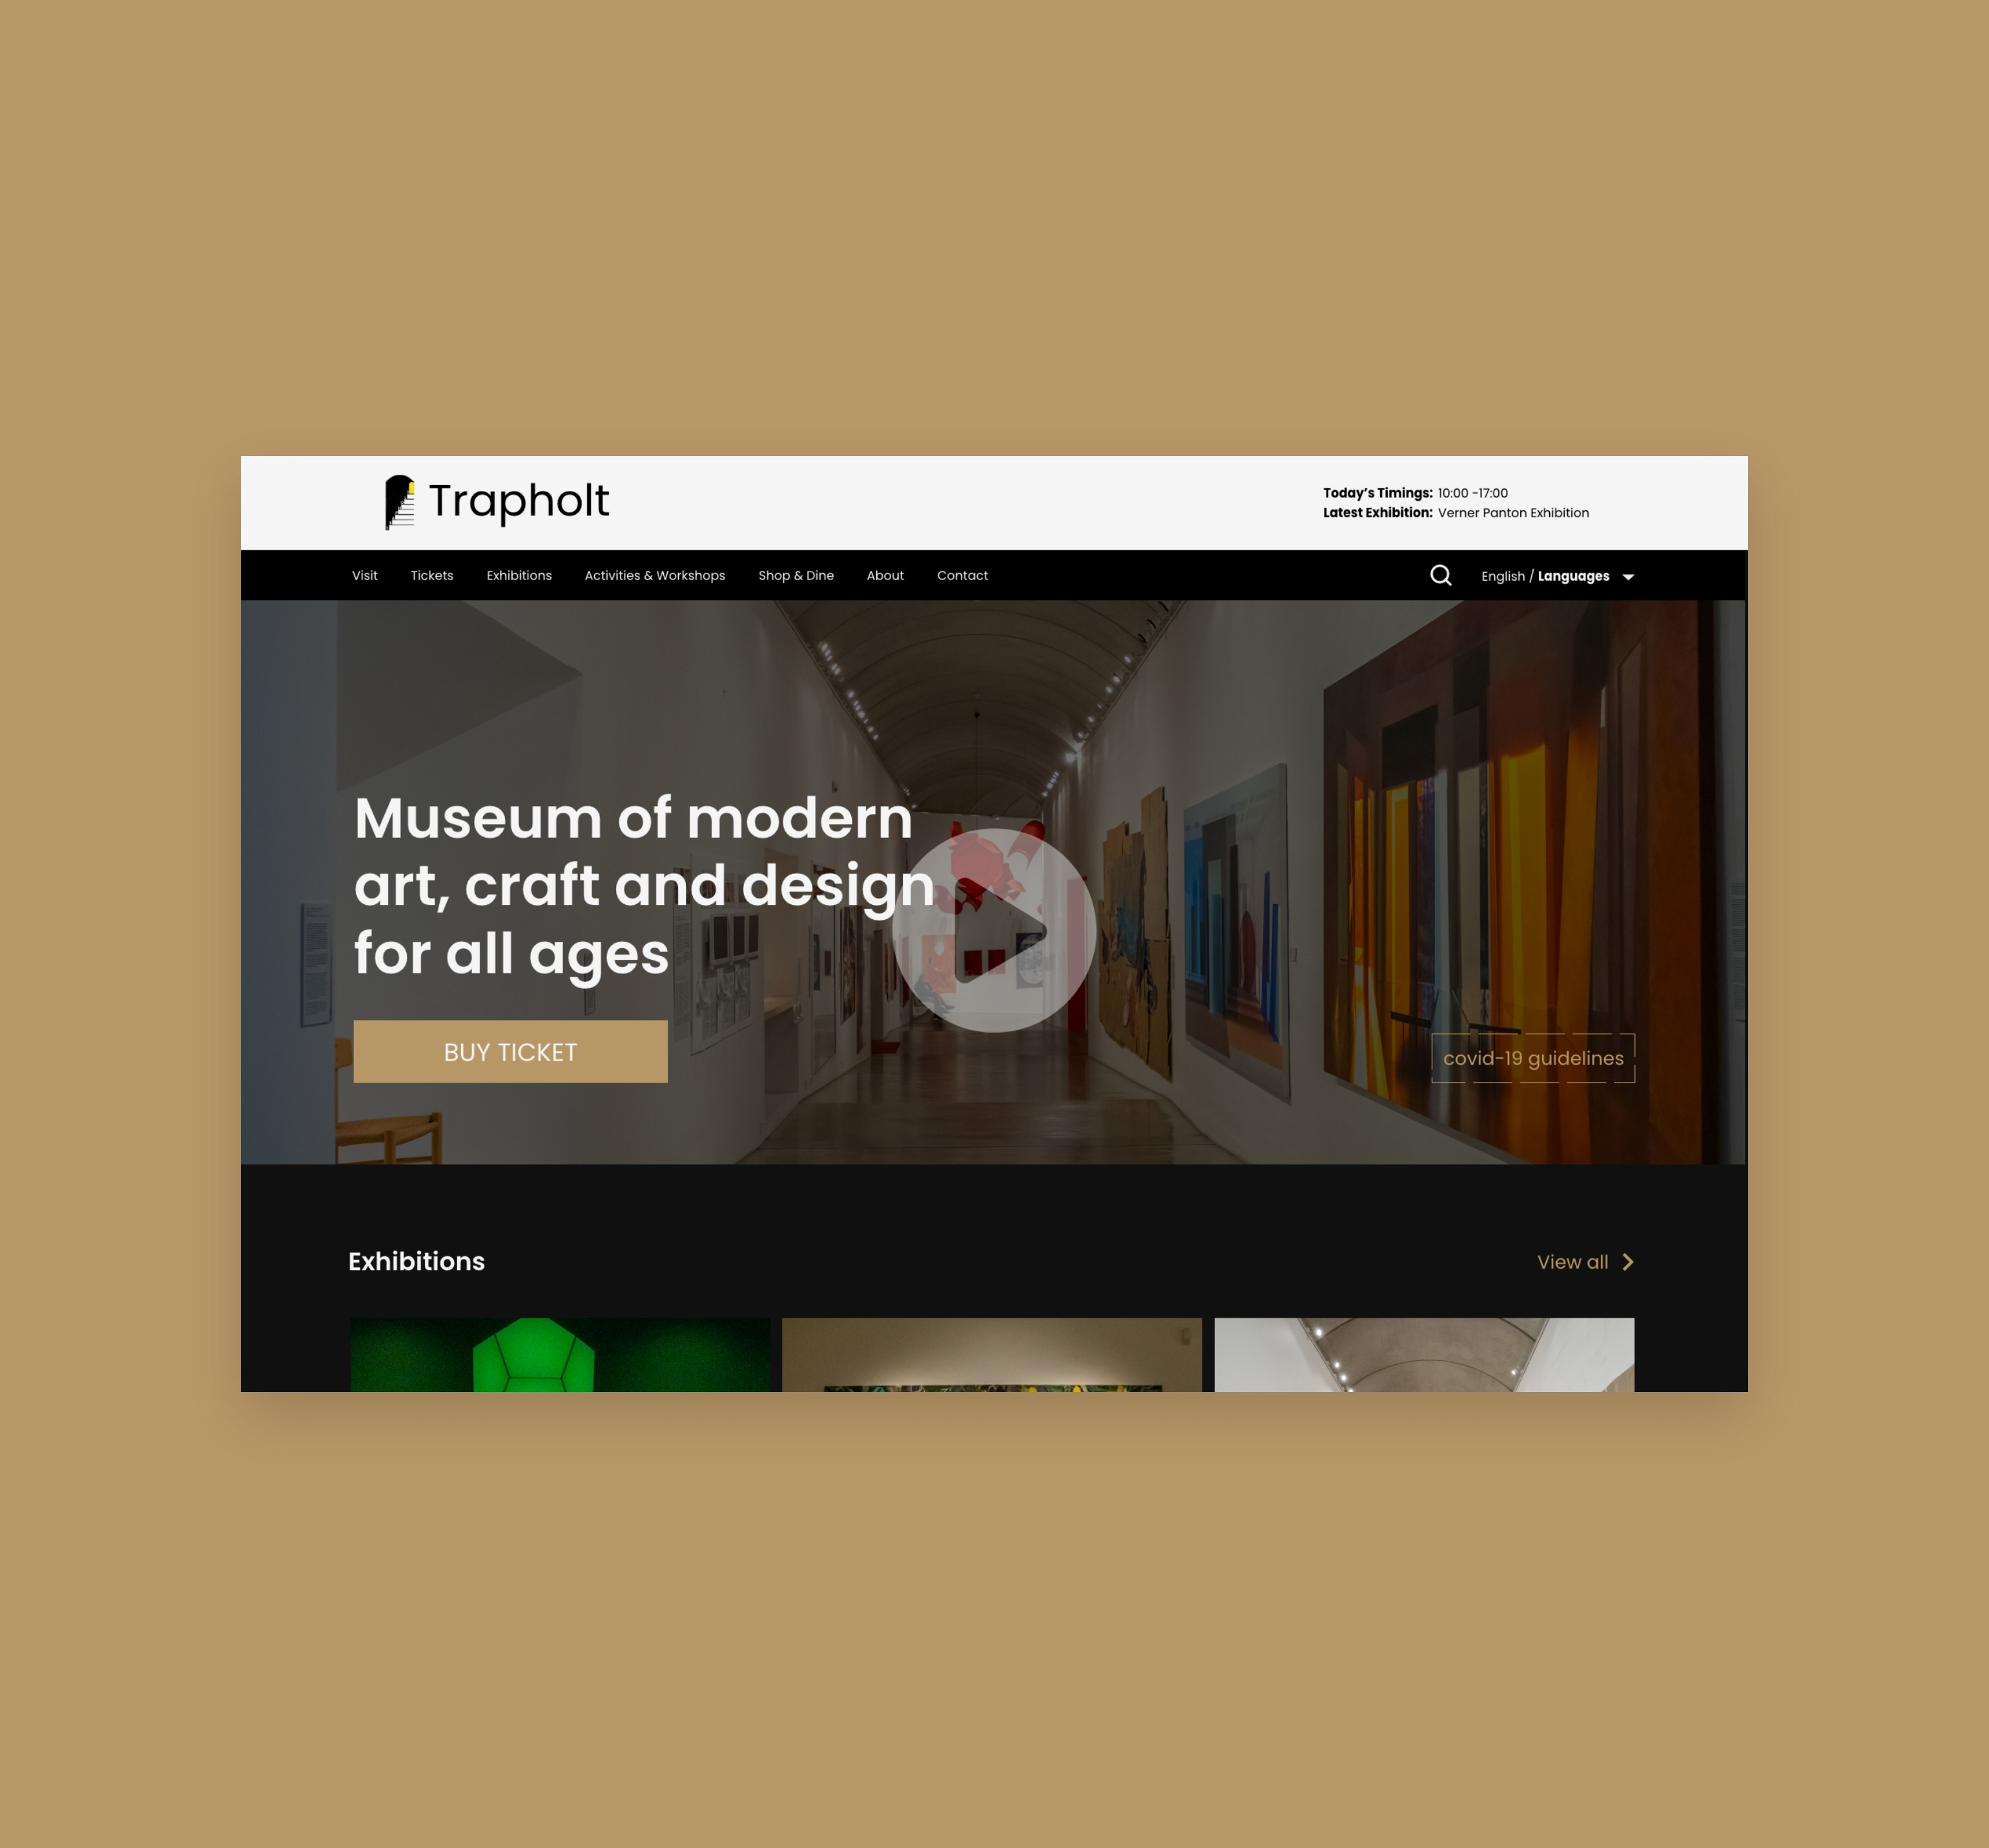 Trapholt
Today's Timings: 10:00 -17:00
Latest Exhibition: Verner Panton Exhibition
Visit Tickets Exhibitions Activities & Workshops Shop & Dine About Contact English / Languages
Museum of modern
art, craft and design
for all ages
BUY TICKET
covid-19 guidelines
Exhibitions
View all